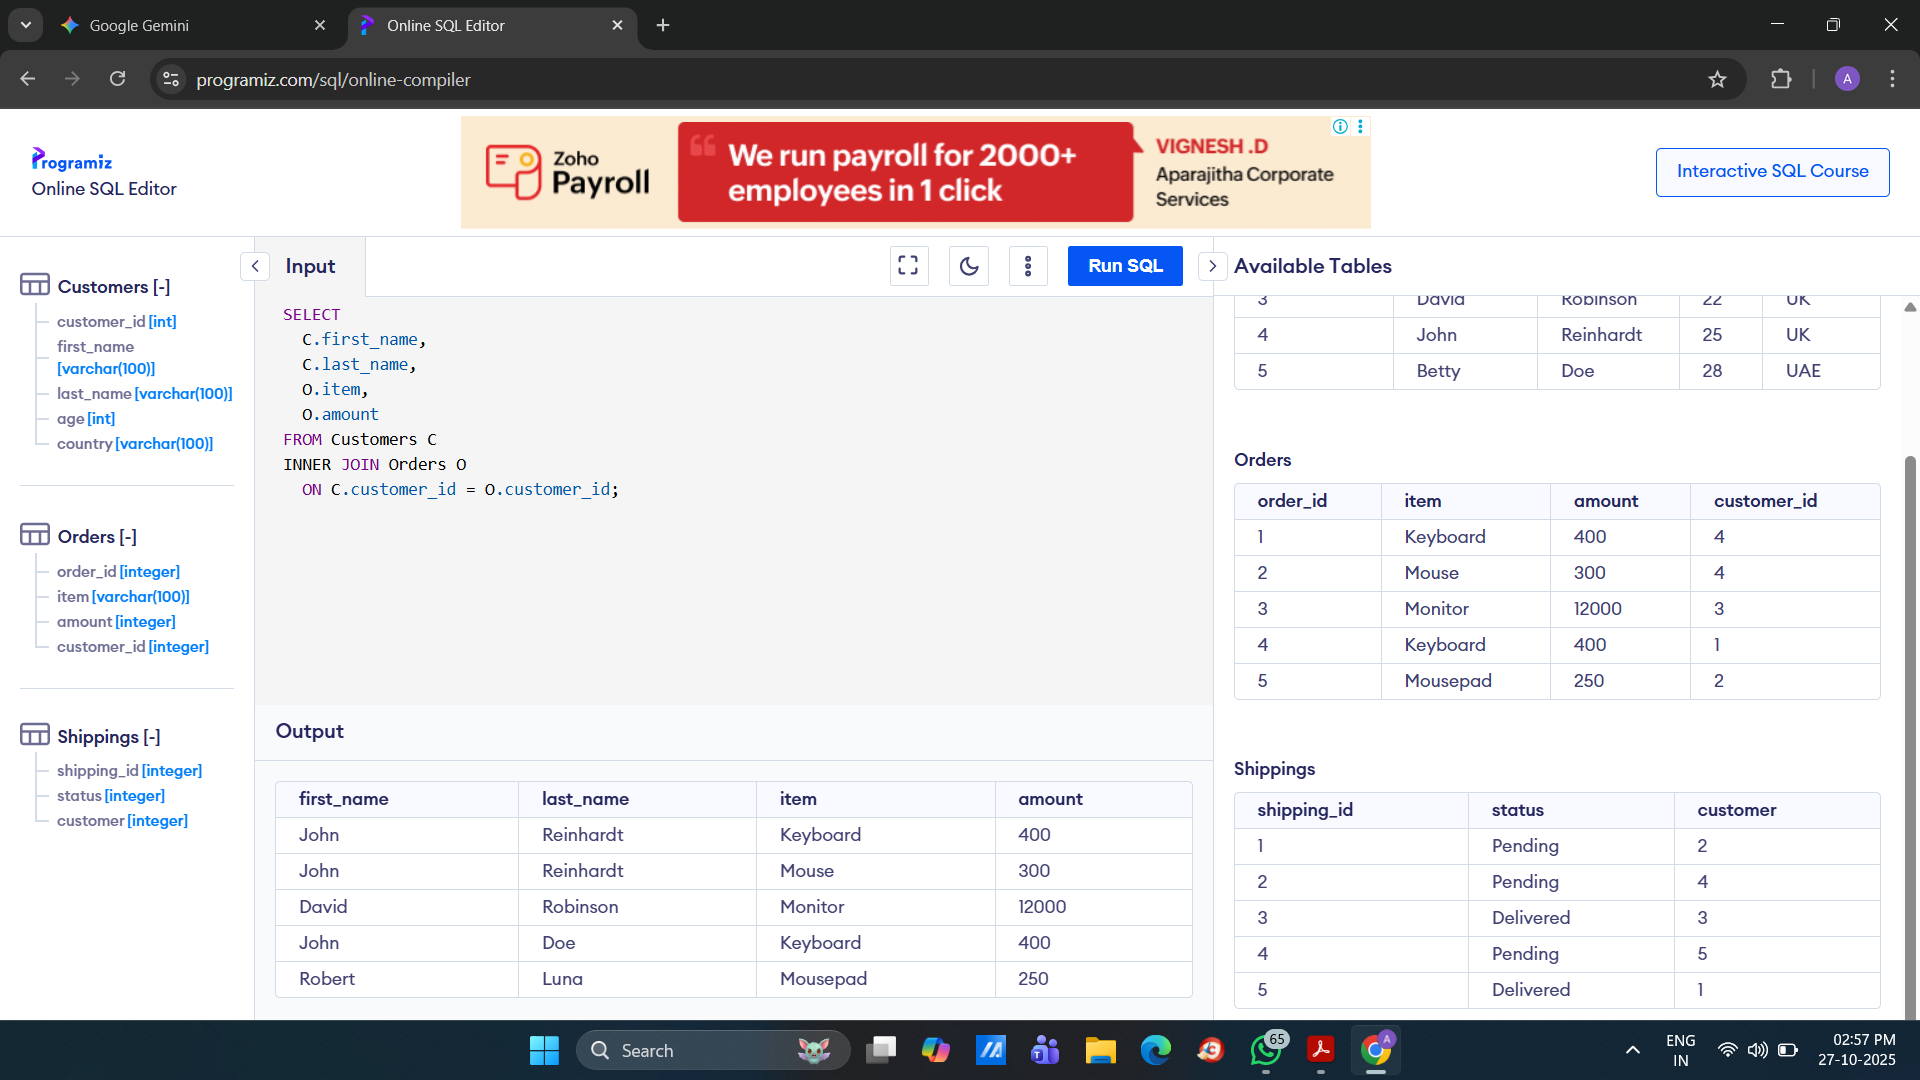 Google Gemini
Online SQL Editor
programiz.com/sql/online-compiler
A
Programiz
Online SQL Editor
Zoho
Payroll
We run payroll for 2000+
employees in 1 click
VIGNESH .D
Aparajitha Corporate
Services
Interactive SQL Course
Customers [-]
customer_id [int]
first_name
[varchar(100)]
last_name [varchar(100)]
age [int]
country [varchar(100)]
Orders [-]
order_id [integer]
item [varchar(100)]
amount [integer]
customer_id [integer]
Shippings [-]
shipping_id [integer]
status [integer]
customer [integer]
Input
Run SQL
SELECT
C.first_name,
C.last_name,
O.item,
O.amount
FROM Customers C
INNER JOIN Orders O
ON C.customer_id = O.customer_id;
Output
first_name last_name item amount
John Reinhardt Keyboard 400
John Reinhardt Mouse 300
David Robinson Monitor 12000
John Doe Keyboard 400
Robert Luna Mousepad 250
Available Tables
3 David Robinson 22 UK
4 John Reinhardt 25 UK
5 Betty Doe 28 UAE
Orders
order_id item amount customer_id
1 Keyboard 400 4
2 Mouse 300 4
3 Monitor 12000 3
4 Keyboard 400 1
5 Mousepad 250 2
Shippings
shipping_id status customer
1 Pending 2
2 Pending 4
3 Delivered 3
4 Pending 5
5 Delivered 1
Search
65
A
ENG
IN
02:57 PM
27-10-2025